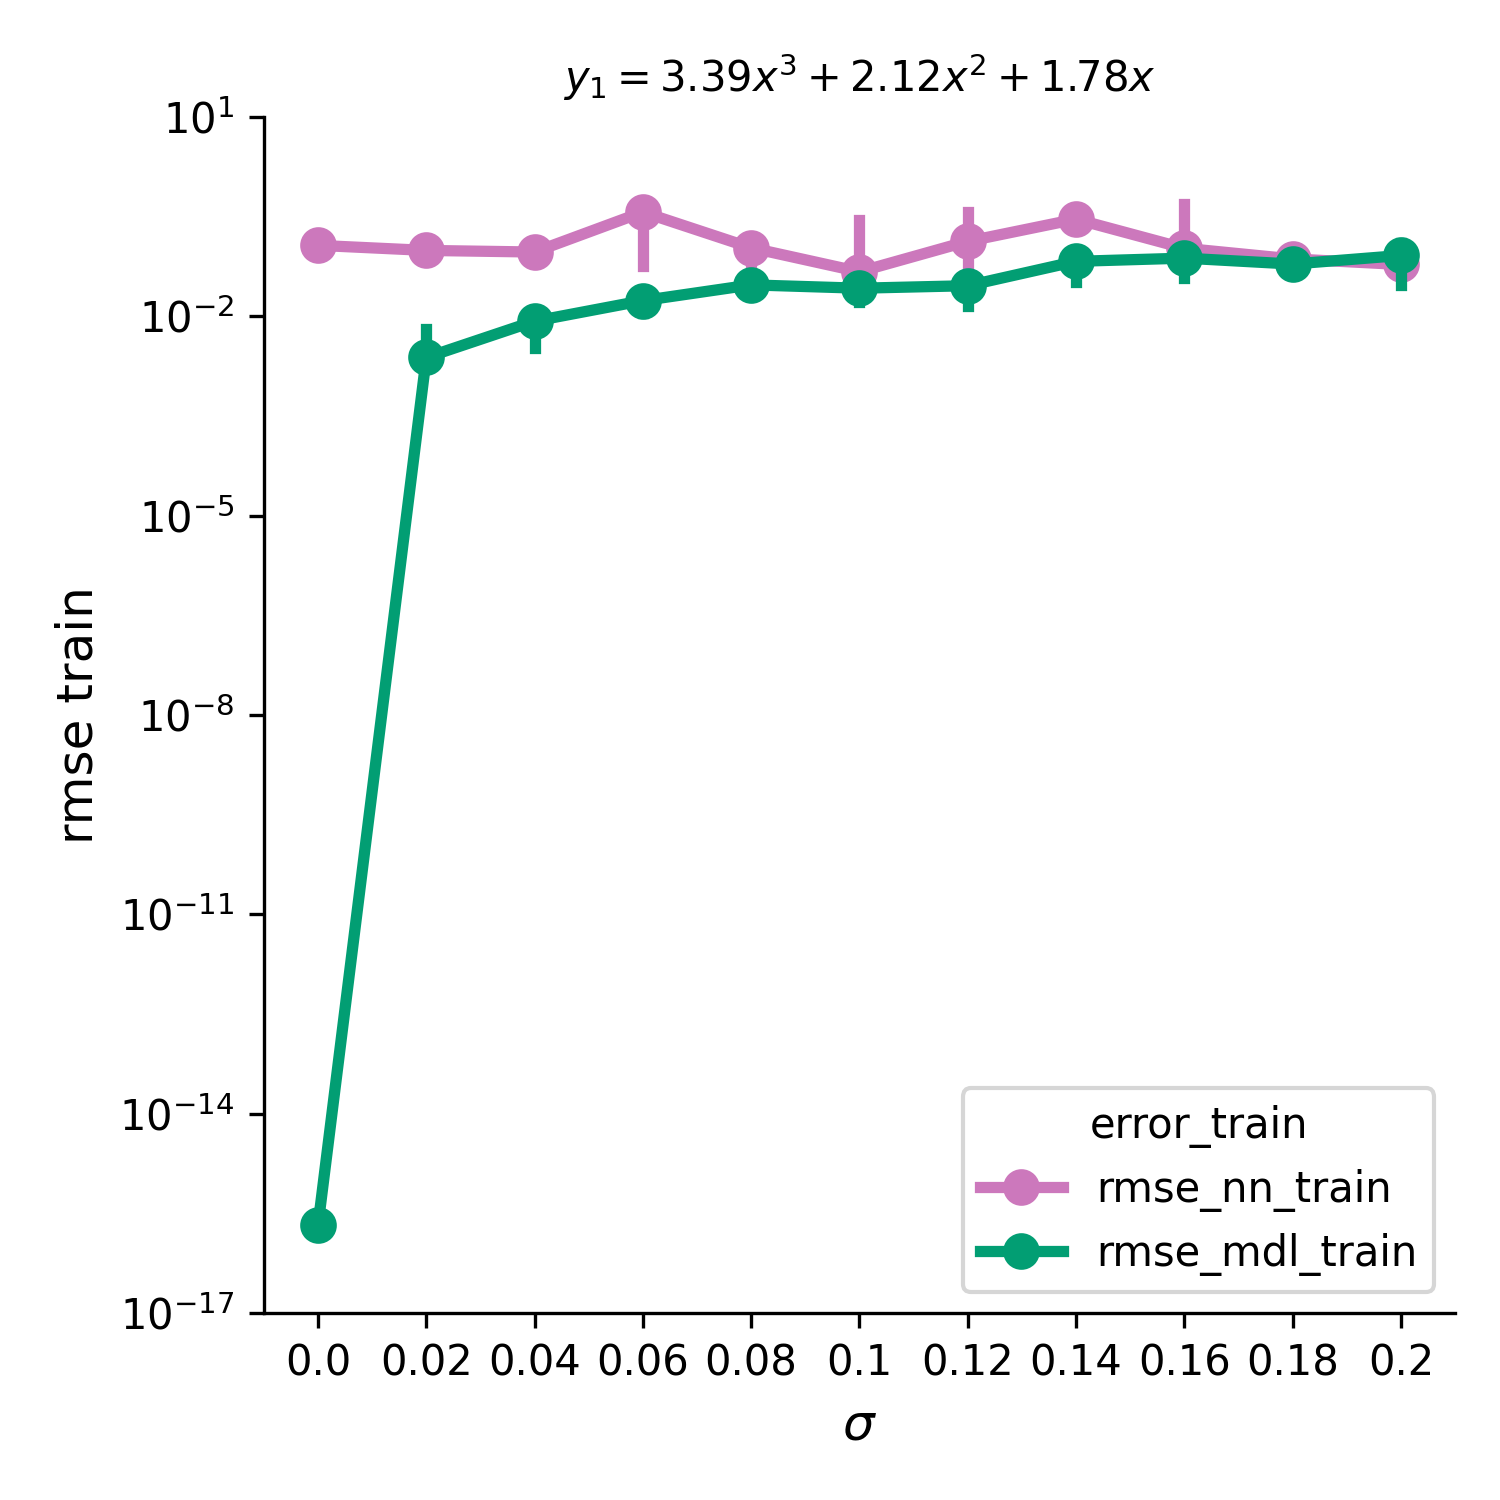 y₁ = 3.39x³ + 2.12x² + 1.78x
10¹
10⁻²
10⁻⁵
10⁻⁸
10⁻¹¹
10⁻¹⁴
10⁻¹⁷
rmse train
error_train
rmse_nn_train
rmse_mdl_train
0.0 0.02 0.04 0.06 0.08 0.1 0.12 0.14 0.16 0.18 0.2
σ